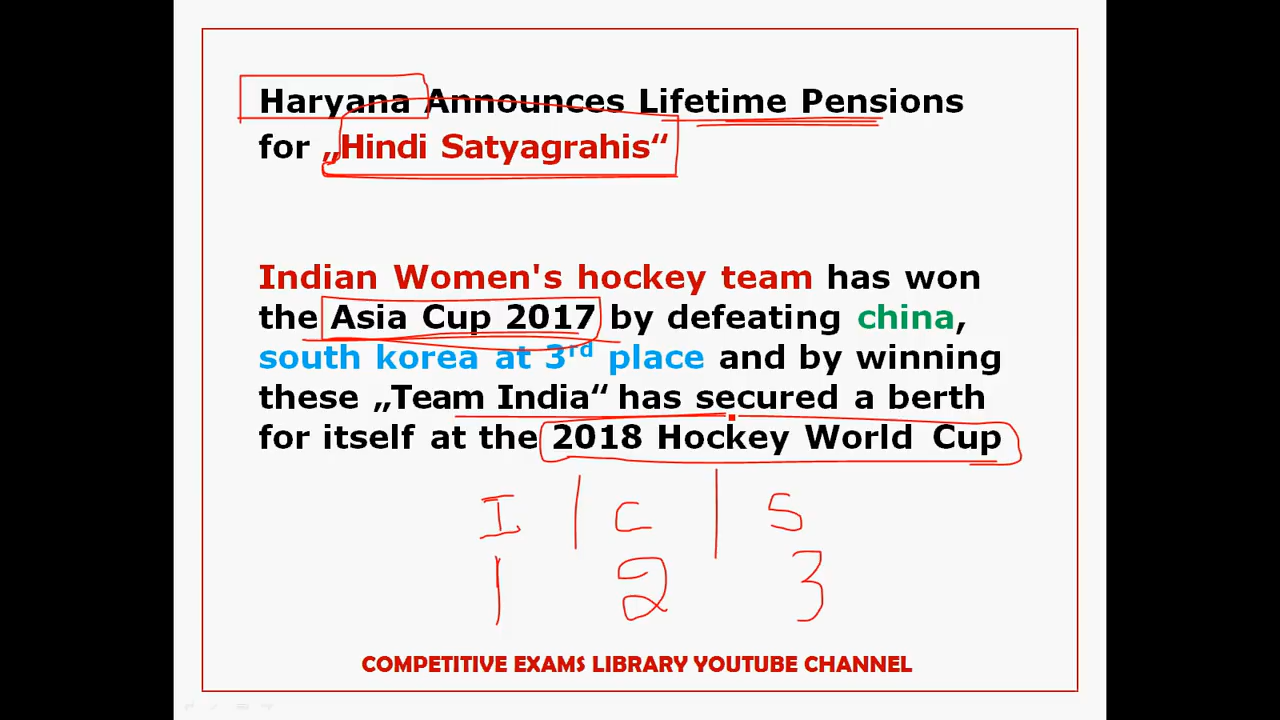 Haryana Announces Lifetime Pensions
for „Hindi Satyagrahis“
Indian Women's hockey team has won
the Asia Cup 2017 by defeating china,
south korea at 3rd place and by winning
these „Team India“ has secured a berth
for itself at the 2018 Hockey World Cup
I | C | S
1 2 3
COMPETITIVE EXAMS LIBRARY YOUTUBE CHANNEL